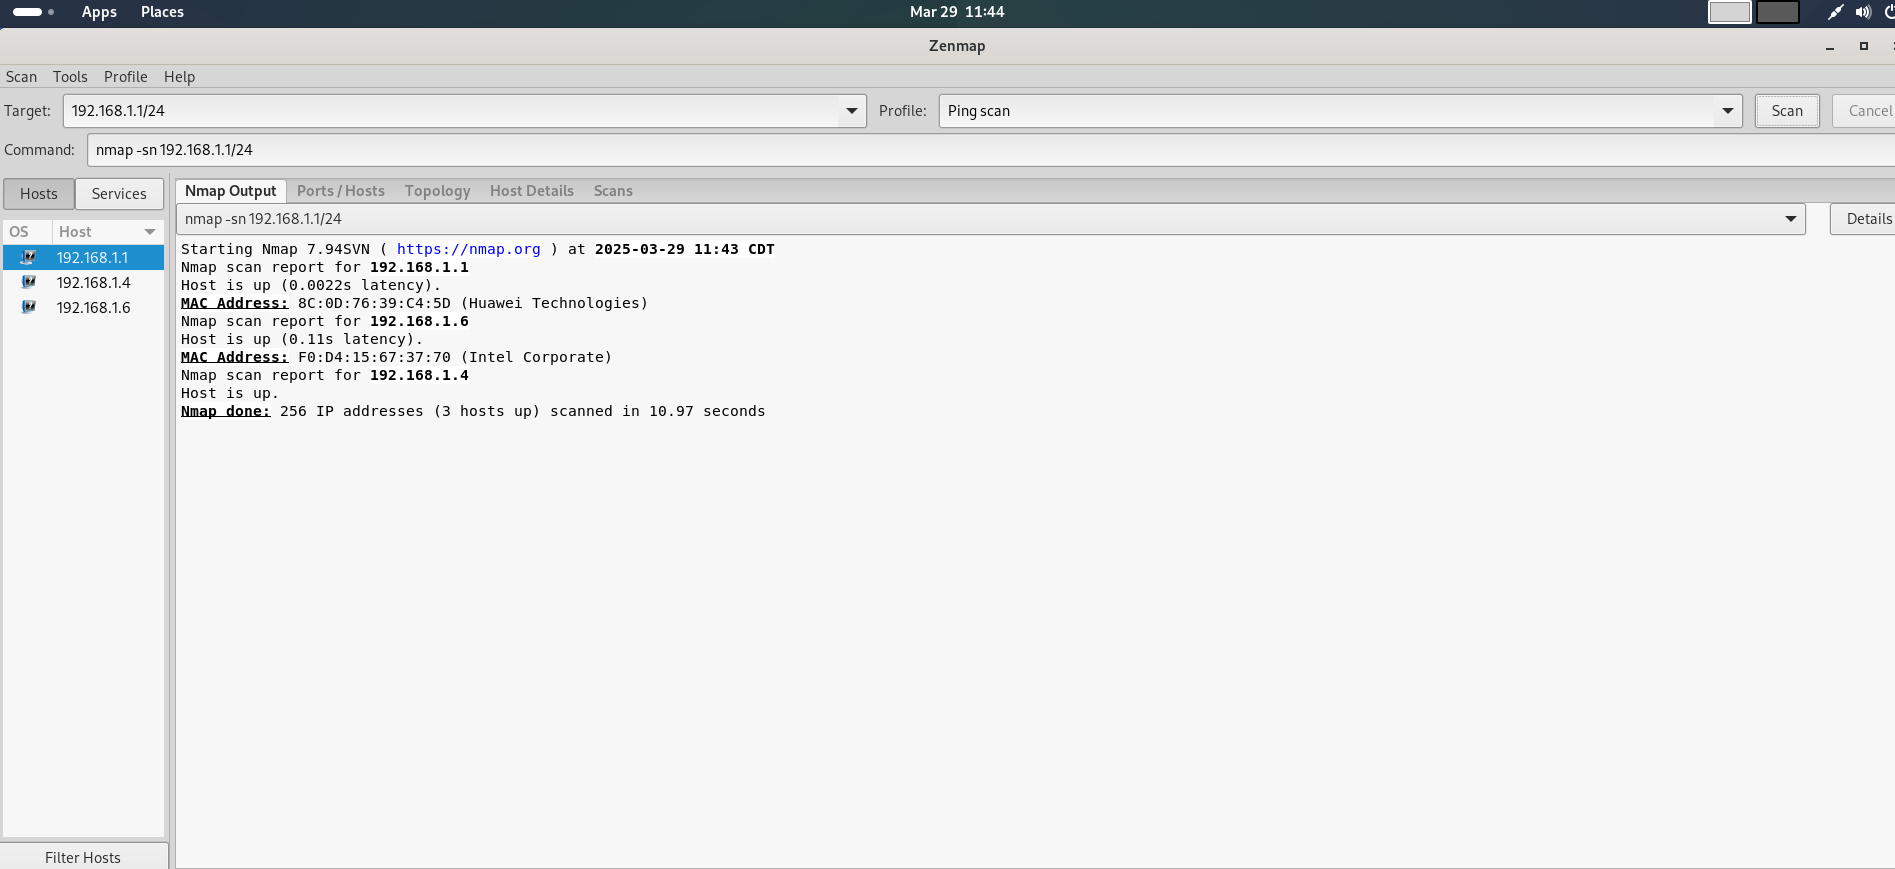 Apps Places Mar 29 11:44
Zenmap
Scan Tools Profile Help
Target: 192.168.1.1/24 Profile: Ping scan Scan Cancel
Command: nmap -sn 192.168.1.1/24
Hosts Services
Nmap Output Ports / Hosts Topology Host Details Scans
nmap -sn 192.168.1.1/24 Details
OS Host
192.168.1.1
192.168.1.4
192.168.1.6
Starting Nmap 7.94SVN ( https://nmap.org ) at 2025-03-29 11:43 CDT
Nmap scan report for 192.168.1.1
Host is up (0.0022s latency).
MAC Address: 8C:0D:76:39:C4:5D (Huawei Technologies)
Nmap scan report for 192.168.1.6
Host is up (0.11s latency).
MAC Address: F0:D4:15:67:37:70 (Intel Corporate)
Nmap scan report for 192.168.1.4
Host is up.
Nmap done: 256 IP addresses (3 hosts up) scanned in 10.97 seconds
Filter Hosts